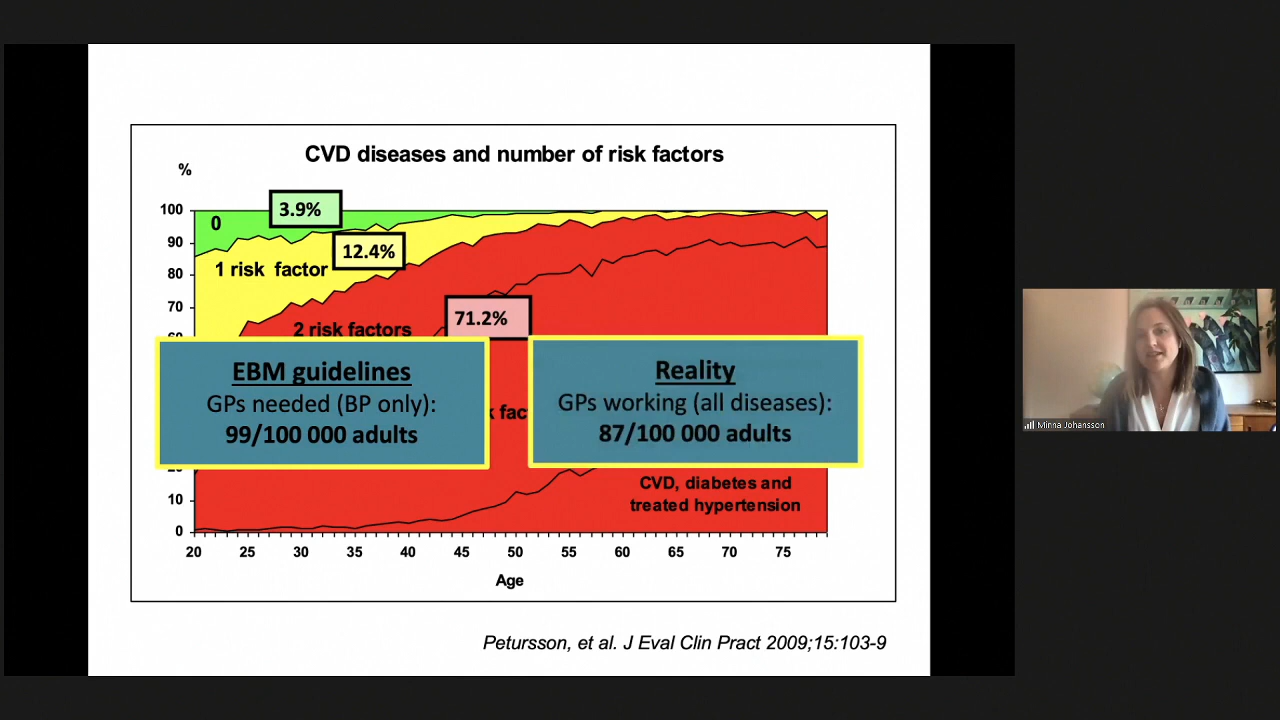 CVD diseases and number of risk factors
%
100
90
80
70
10
0
0
3.9%
1 risk factor
12.4%
2 risk factors
71.2%
EBM guidelines
GPs needed (BP only):
99/100 000 adults
Reality
GPs working (all diseases):
87/100 000 adults
CVD, diabetes and
treated hypertension
20 25 30 35 40 45 50 55 60 65 70 75
Age
Petursson, et al. J Eval Clin Pract 2009;15:103-9
Minna Johansson